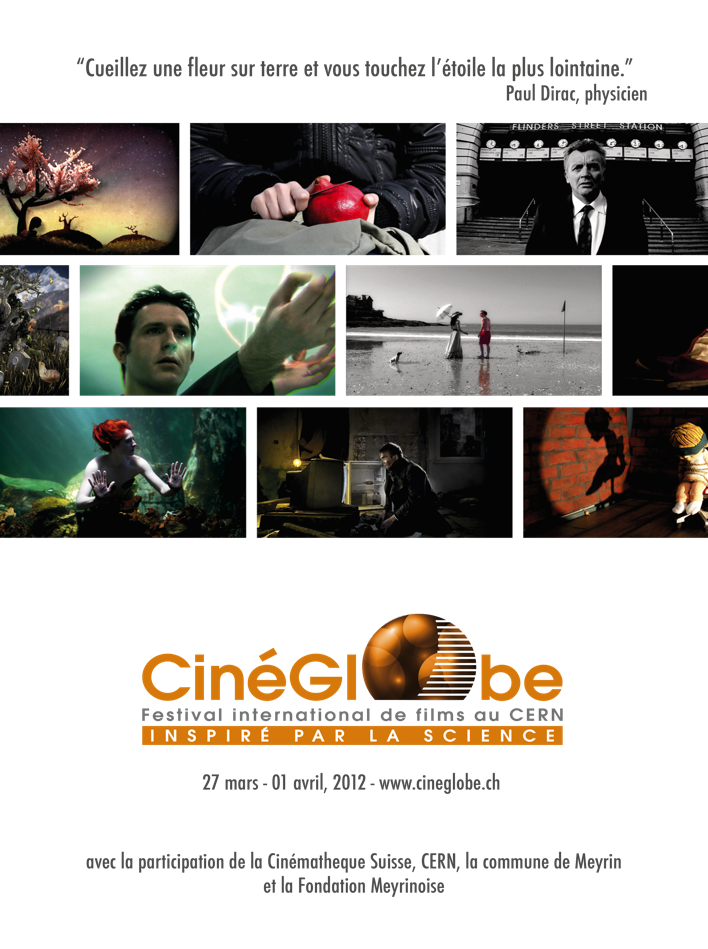 “Cueillez une fleur sur terre et vous touchez l’étoile la plus lointaine.”
Paul Dirac, physicien
FLINDERS STREET STATION
CinéGlobe
Festival international de films au CERN
INSPIRÉ PAR LA SCIENCE
27 mars - 01 avril, 2012 - www.cineglobe.ch
avec la participation de la Cinématheque Suisse, CERN, la commune de Meyrin
et la Fondation Meyrinoise